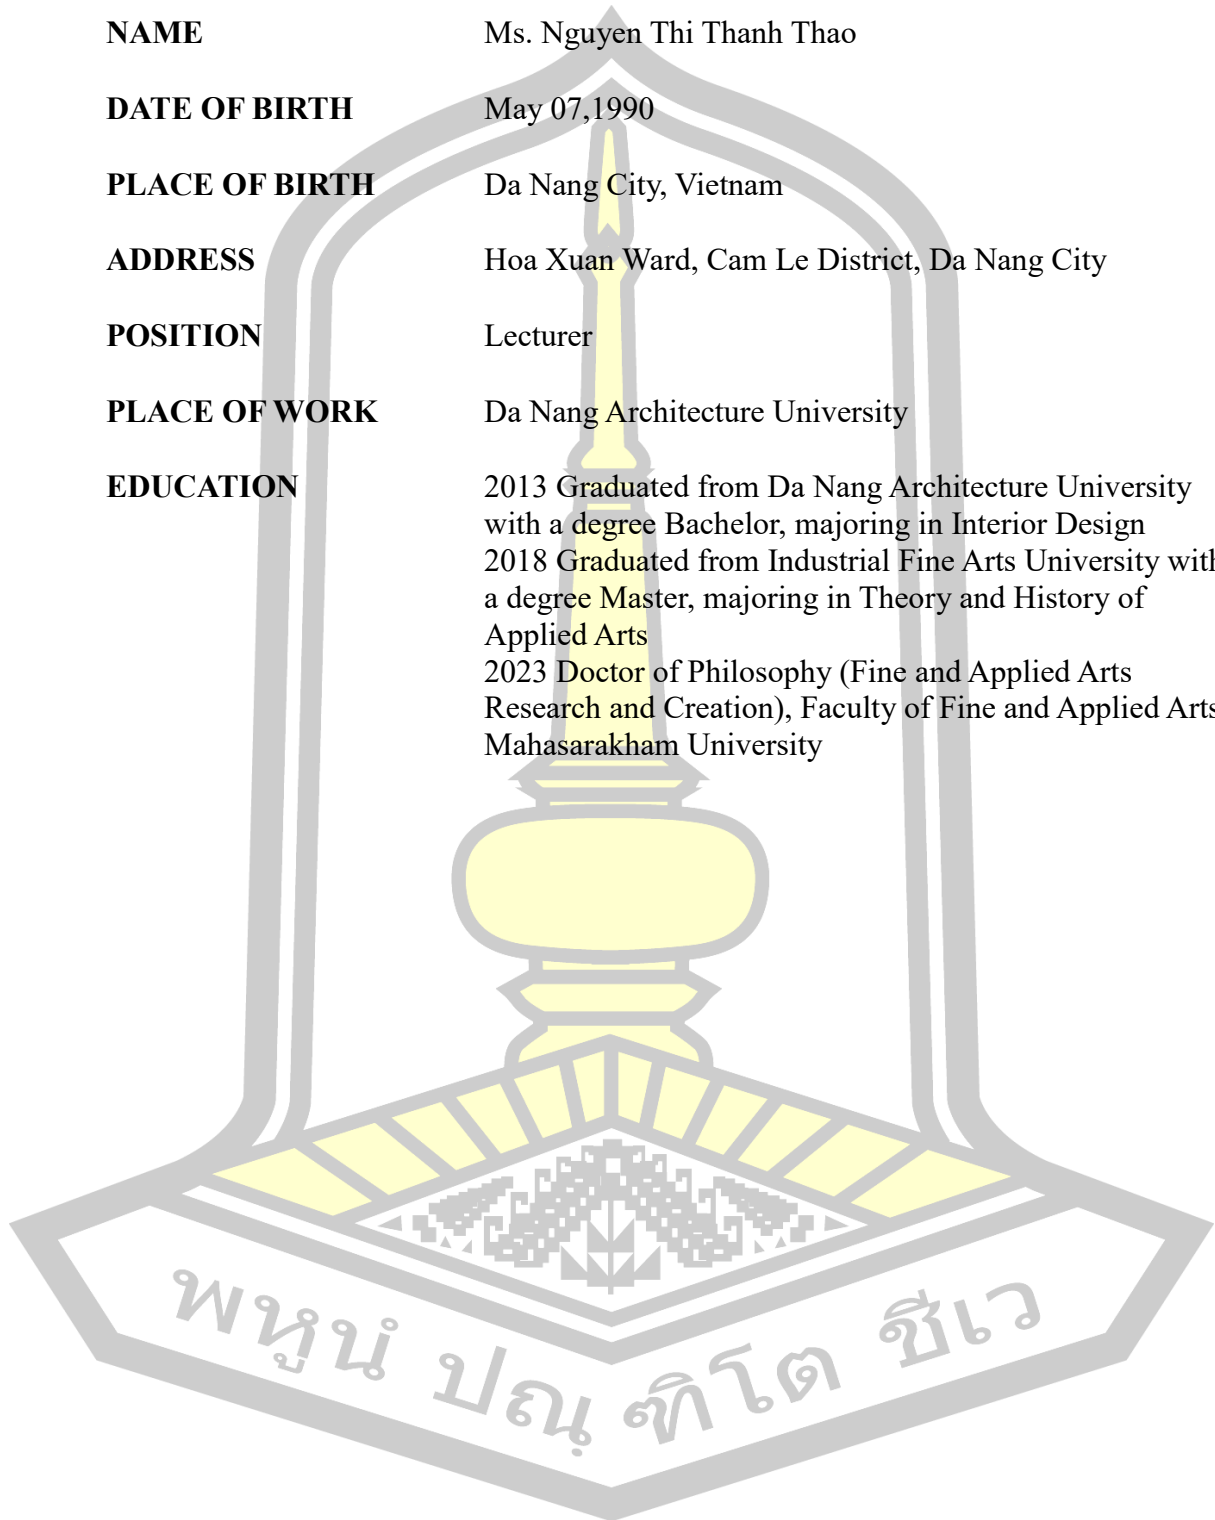 NAME Ms. Nguyen Thi Thanh Thao
DATE OF BIRTH May 07,1990
PLACE OF BIRTH Da Nang City, Vietnam
ADDRESS Hoa Xuan Ward, Cam Le District, Da Nang City
POSITION Lecturer
PLACE OF WORK Da Nang Architecture University
EDUCATION 2013 Graduated from Da Nang Architecture University
with a degree Bachelor, majoring in Interior Design
2018 Graduated from Industrial Fine Arts University with
a degree Master, majoring in Theory and History of
Applied Arts
2023 Doctor of Philosophy (Fine and Applied Arts
Research and Creation), Faculty of Fine and Applied Arts
Mahasarakham University
พหูนํ ปณฺฑิโต ชีเว